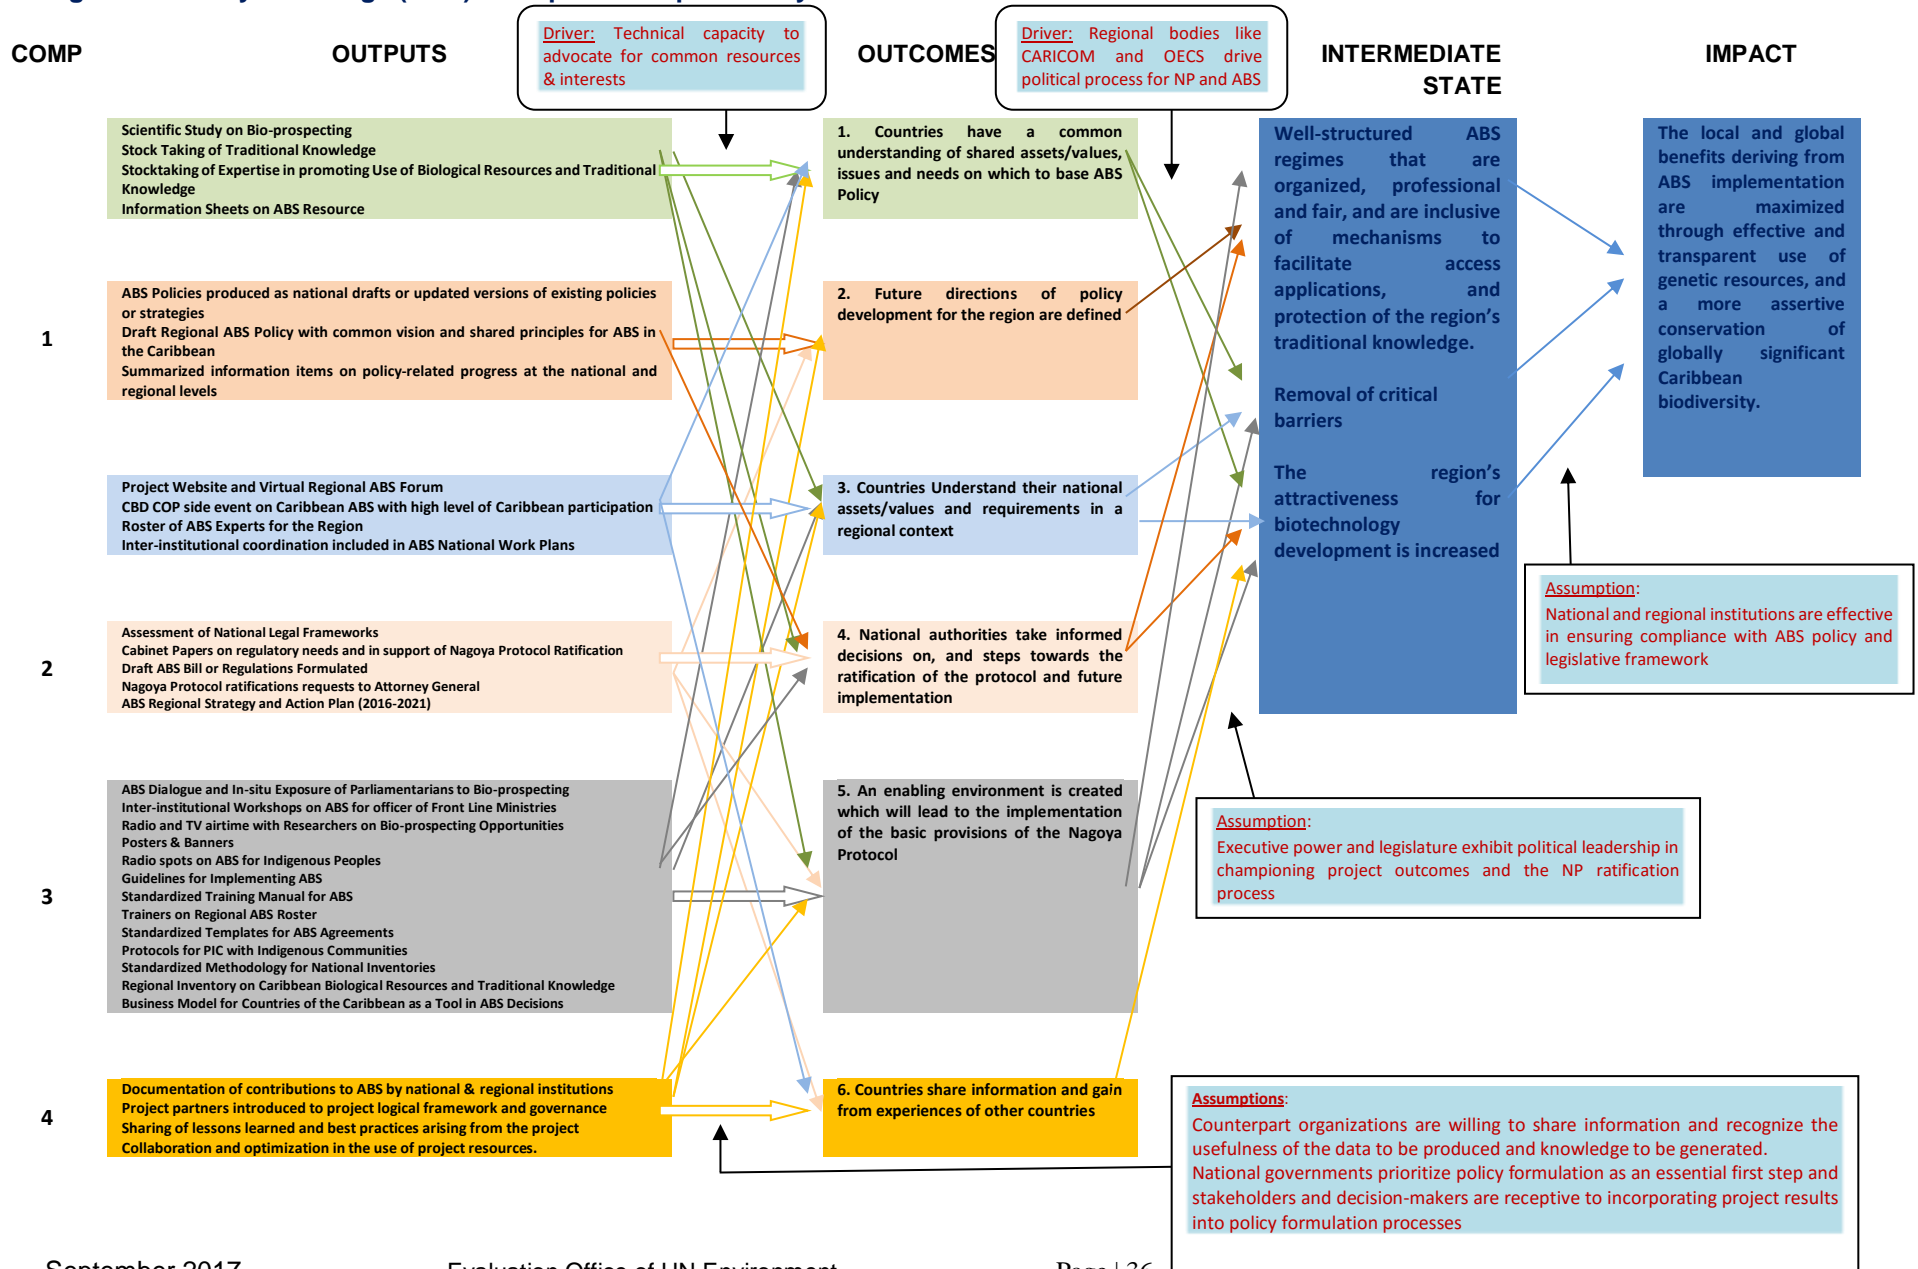 Driver: Technical capacity to
advocate for common resources
& interests
Driver: Regional bodies like
CARICOM and OECS drive
political process for NP and ABS
COMP
OUTPUTS
OUTCOMES
INTERMEDIATE
STATE
IMPACT
Scientific Study on Bio-prospecting
Stock Taking of Traditional Knowledge
Stocktaking of Expertise in promoting Use of Biological Resources and Traditional
Knowledge
Information Sheets on ABS Resource
1. Countries have a common
understanding of shared assets/values,
issues and needs on which to base ABS
Policy
1
ABS Policies produced as national drafts or updated versions of existing policies
or strategies
Draft Regional ABS Policy with common vision and shared principles for ABS in
the Caribbean
Summarized information items on policy-related progress at the national and
regional levels
2. Future directions of policy
development for the region are defined
Project Website and Virtual Regional ABS Forum
CBD COP side event on Caribbean ABS with high level of Caribbean participation
Roster of ABS Experts for the Region
Inter-institutional coordination included in ABS National Work Plans
3. Countries Understand their national
assets/values and requirements in a
regional context
2
Assessment of National Legal Frameworks
Cabinet Papers on regulatory needs and in support of Nagoya Protocol Ratification
Draft ABS Bill or Regulations Formulated
Nagoya Protocol ratifications requests to Attorney General
ABS Regional Strategy and Action Plan (2016-2021)
4. National authorities take informed
decisions on, and steps towards the
ratification of the protocol and future
implementation
3
ABS Dialogue and In-situ Exposure of Parliamentarians to Bio-prospecting
Inter-institutional Workshops on ABS for officer of Front Line Ministries
Radio and TV airtime with Researchers on Bio-prospecting Opportunities
Posters & Banners
Radio spots on ABS for Indigenous Peoples
Guidelines for Implementing ABS
Standardized Training Manual for ABS
Trainers on Regional ABS Roster
Standardized Templates for ABS Agreements
Protocols for PIC with Indigenous Communities
Standardized Methodology for National Inventories
Regional Inventory on Caribbean Biological Resources and Traditional Knowledge
Business Model for Countries of the Caribbean as a Tool in ABS Decisions
5. An enabling environment is created
which will lead to the implementation
of the basic provisions of the Nagoya
Protocol
4
Documentation of contributions to ABS by national & regional institutions
Project partners introduced to project logical framework and governance
Sharing of lessons learned and best practices arising from the project
Collaboration and optimization in the use of project resources.
6. Countries share information and gain
from experiences of other countries
Well-structured ABS
regimes that are
organized, professional
and fair, and are inclusive
of mechanisms to
facilitate access
applications, and
protection of the region's
traditional knowledge.
Removal of critical
barriers
The region's
attractiveness for
biotechnology
development is increased
The local and global
benefits deriving from
ABS implementation
are maximized
through effective and
transparent use of
genetic resources, and
a more assertive
conservation of
globally significant
Caribbean
biodiversity.
Assumption:
National and regional institutions are effective
in ensuring compliance with ABS policy and
legislative framework
Assumption:
Executive power and legislature exhibit political leadership in
championing project outcomes and the NP ratification
process
Assumptions:
Counterpart organizations are willing to share information and recognize the
usefulness of the data to be produced and knowledge to be generated.
National governments prioritize policy formulation as an essential first step and
stakeholders and decision-makers are receptive to incorporating project results
into policy formulation processes
September 2017
Evaluation Office of UN Environment
Page | 36